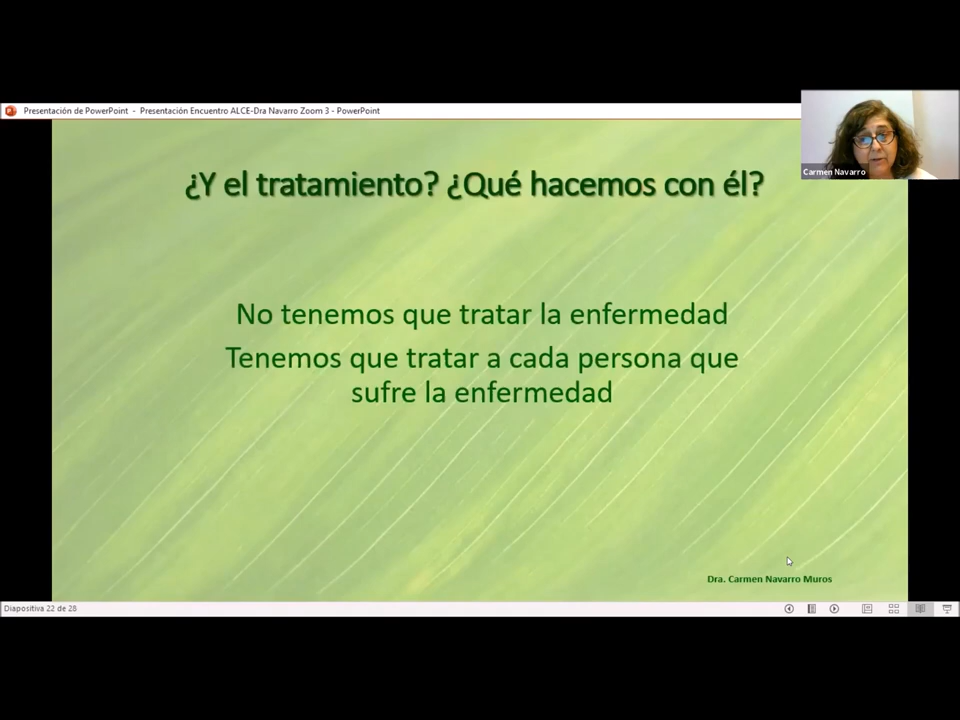 Presentación de PowerPoint - Presentación Encuentro ALCE-Dra Navarro Zoom 3 - PowerPoint
Carmen Navarro
¿Y el tratamiento? ¿Qué hacemos con él?
No tenemos que tratar la enfermedad
Tenemos que tratar a cada persona que
sufre la enfermedad
Dra. Carmen Navarro Muros
Diapositiva 22 de 28